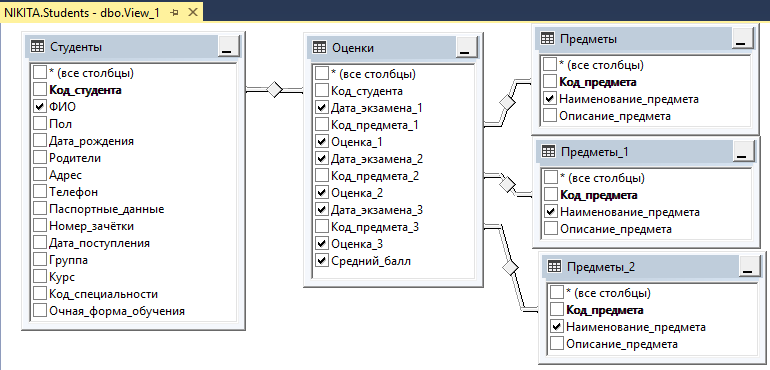 NIKITA.Students - dbo.View_1
Студенты
* (все столбцы)
Код_студента
ФИО
Пол
Дата_рождения
Родители
Адрес
Телефон
Паспортные_данные
Номер_зачётки
Дата_поступления
Группа
Курс
Код_специальности
Очная_форма_обучения
Оценки
* (все столбцы)
Код_студента
Дата_экзамена_1
Код_предмета_1
Оценка_1
Дата_экзамена_2
Код_предмета_2
Оценка_2
Дата_экзамена_3
Код_предмета_3
Оценка_3
Средний_балл
Предметы
* (все столбцы)
Код_предмета
Наименование_предмета
Описание_предмета
Предметы_1
* (все столбцы)
Код_предмета
Наименование_предмета
Описание_предмета
Предметы_2
* (все столбцы)
Код_предмета
Наименование_предмета
Описание_предмета